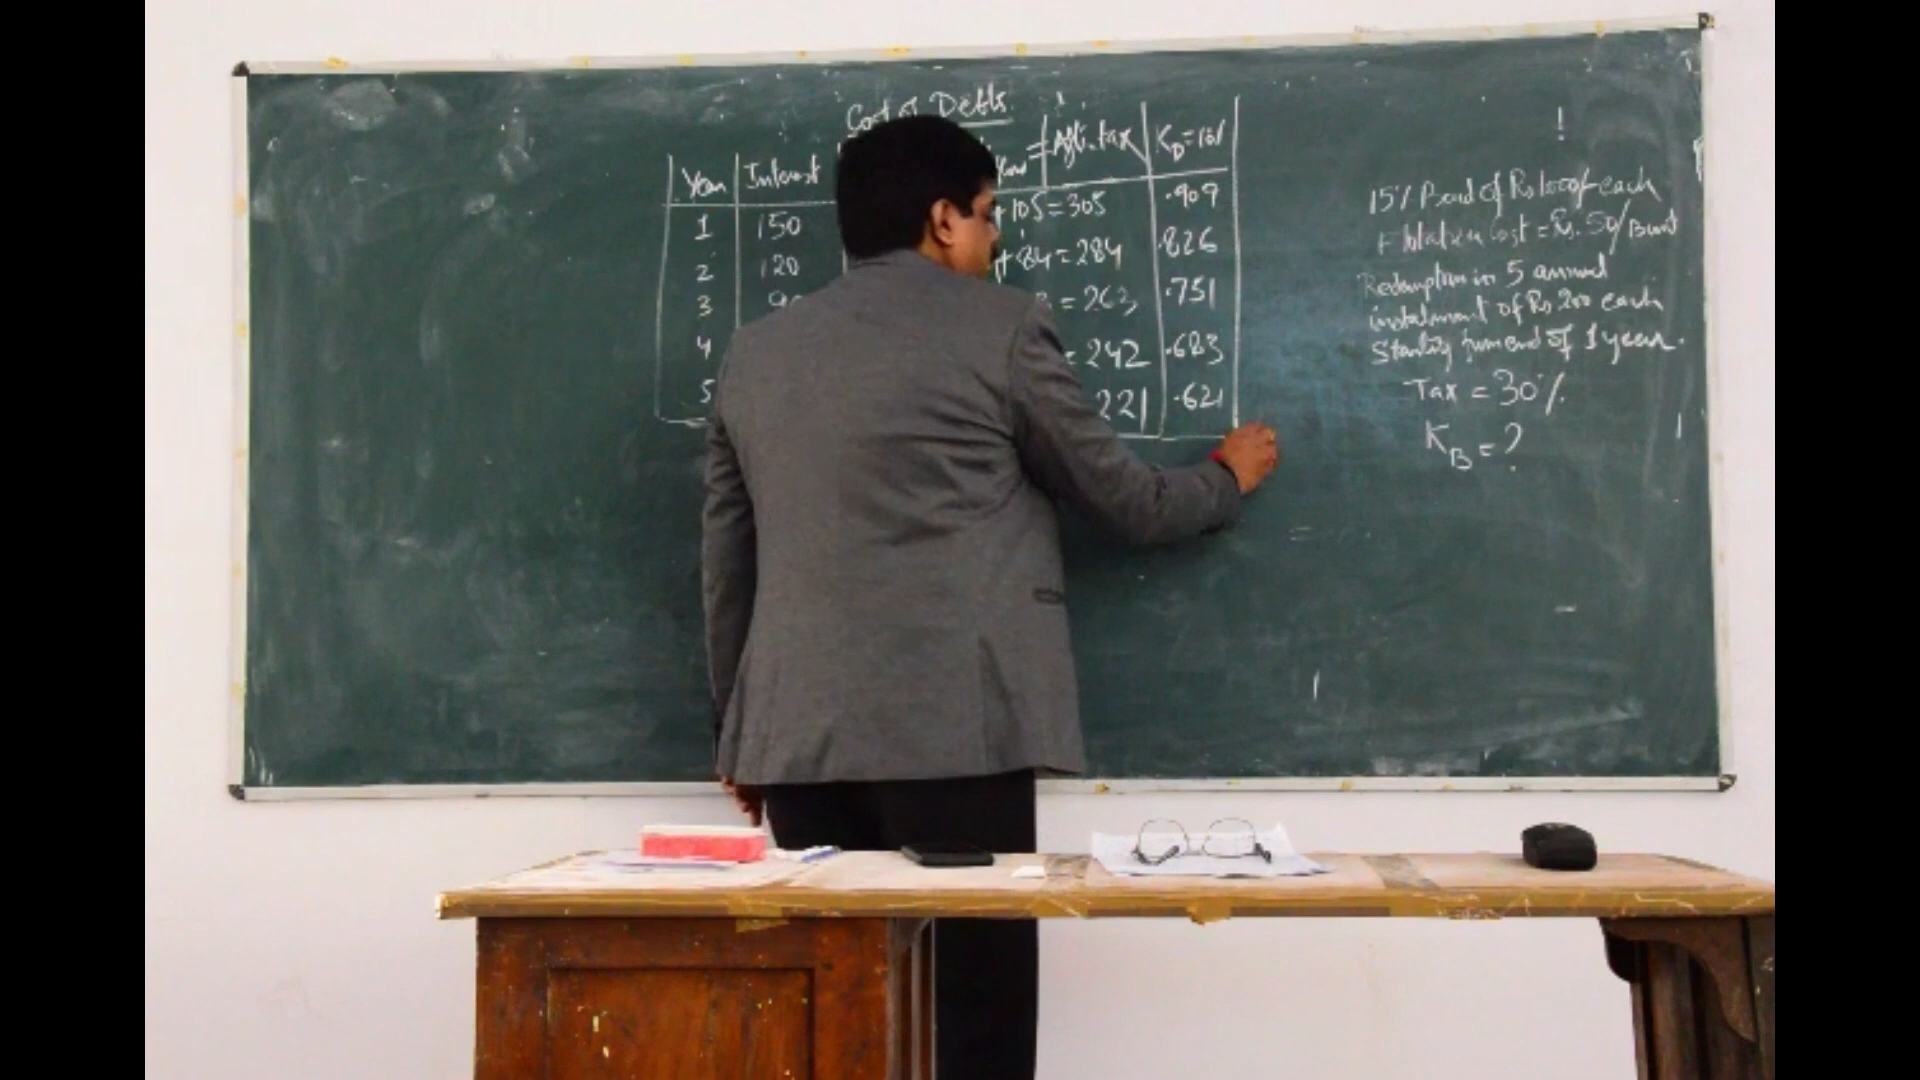 Cost of Debts
Year Interest = Aft. tax K_D = 10%
1 150 + 105 = 305 .909
2 120 + 84 = 284 .826
3 90 = 263 .751
4 = 242 .683
5 221 .621
15% Bond of Rs 1000/- each
Flotation Cost = Rs. 50/Bond
Redemption in 5 annual
instalment of Rs 200 each
Starting from end of 1 year.
Tax = 30%.
K_B = ?